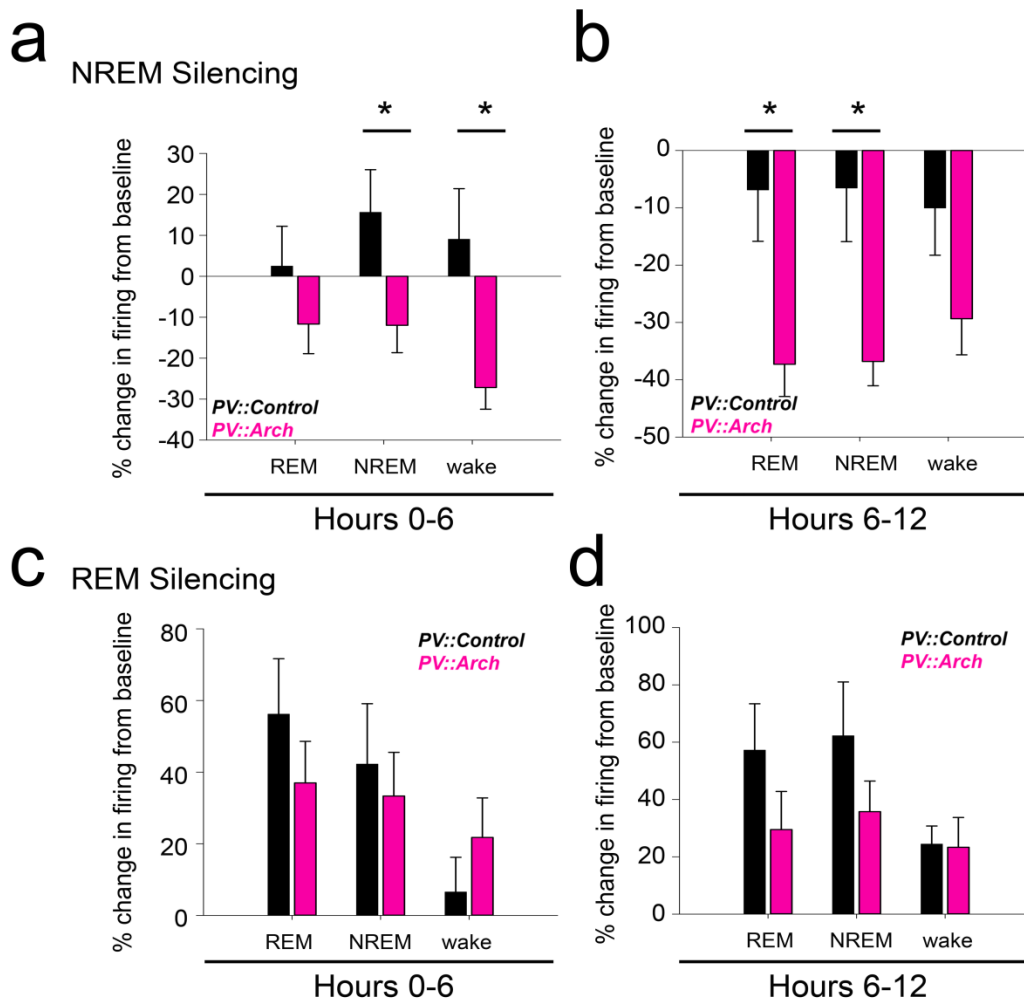 a
NREM Silencing
% change in firing from baseline
30
20
10
0
-10
-20
-30
-40
*
*
PV::Control
PV::Arch
REM NREM wake
Hours 0-6
b
% change in firing from baseline
0
-10
-20
-30
-40
-50
*
*
PV::Control
PV::Arch
REM NREM wake
Hours 6-12
c
REM Silencing
% change in firing from baseline
80
60
40
20
0
PV::Control
PV::Arch
REM NREM wake
Hours 0-6
d
% change in firing from baseline
100
80
60
40
20
0
PV::Control
PV::Arch
REM NREM wake
Hours 6-12